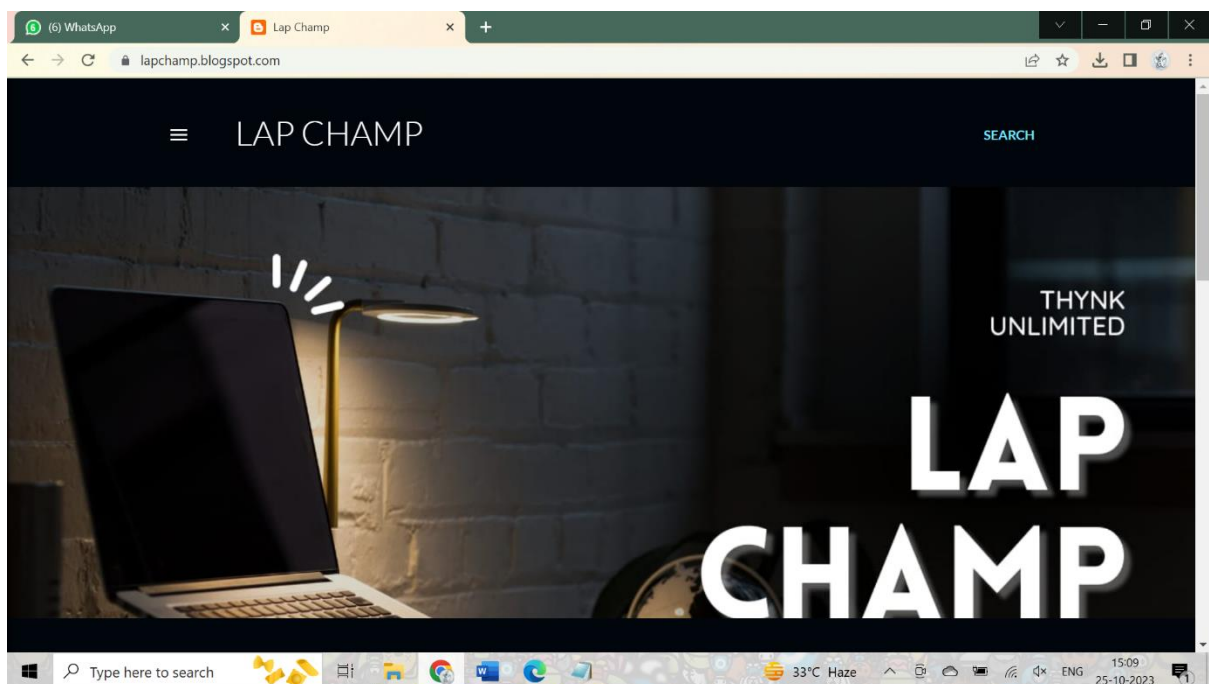 (6) WhatsApp
Lap Champ
lapchamp.blogspot.com
LAP CHAMP
SEARCH
THYNK
UNLIMITED
LAP
CHAMP
Type here to search
33°C Haze
ENG
15:09
25-10-2023